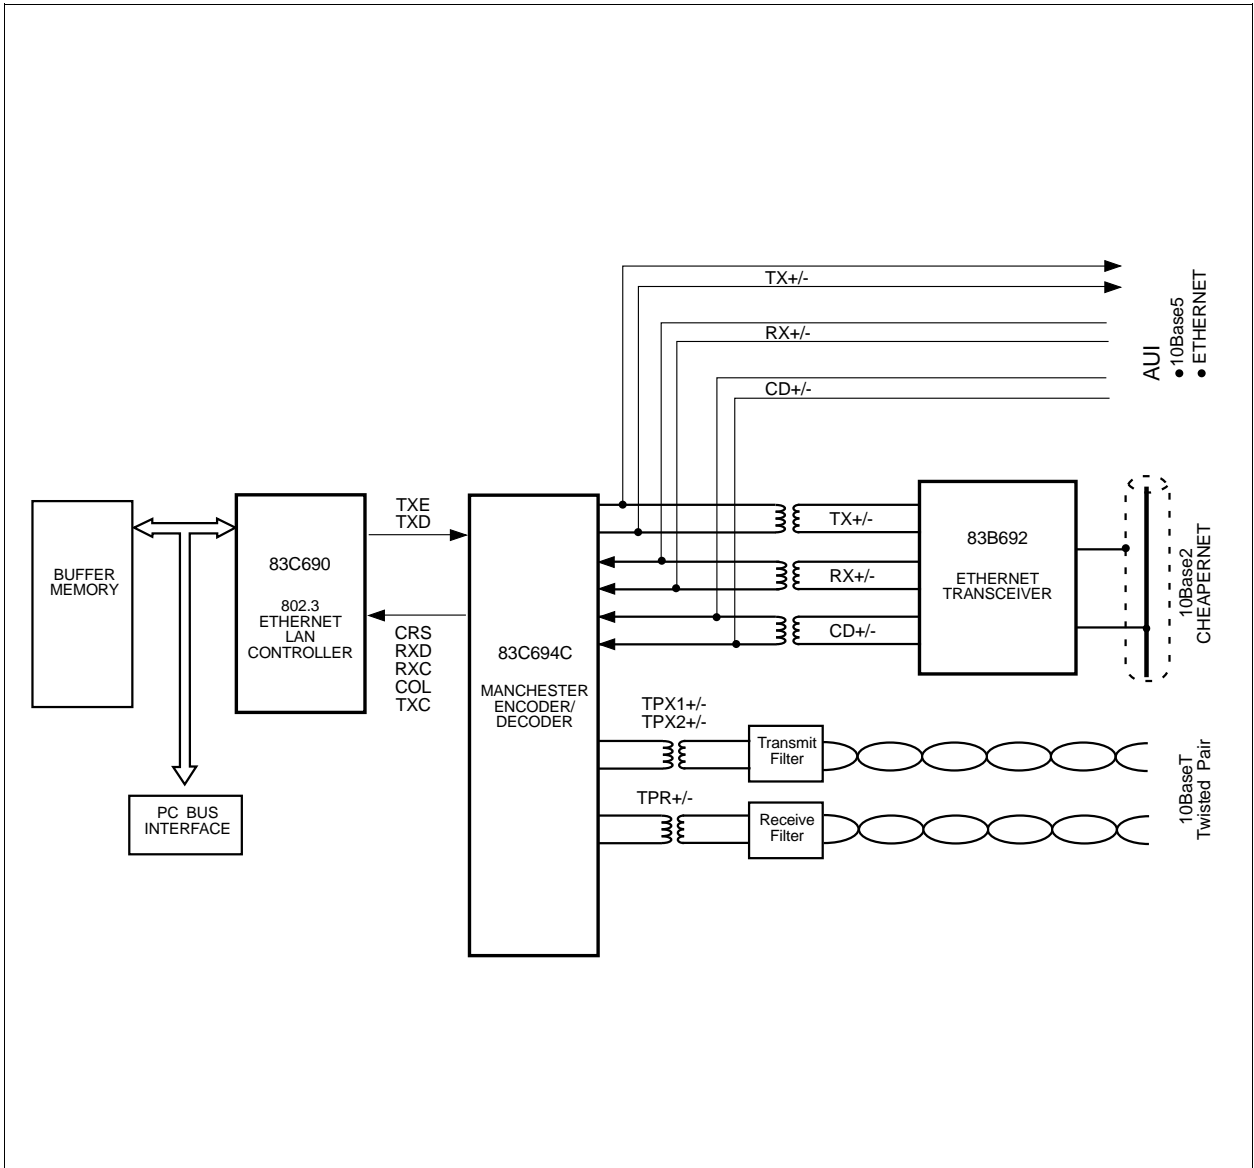 TX+/-
RX+/-
CD+/-
AUI
• 10Base5
• ETHERNET
BUFFER
MEMORY
83C690
802.3
ETHERNET
LAN
CONTROLLER
TXE
TXD
CRS
RXD
RXC
COL
TXC
83C694C
MANCHESTER
ENCODER/
DECODER
TX+/-
RX+/-
CD+/-
83B692
ETHERNET
TRANSCEIVER
10Base2
CHEAPERNET
TPX1+/-
TPX2+/-
Transmit
Filter
TPR+/-
Receive
Filter
10BaseT
Twisted Pair
PC BUS
INTERFACE